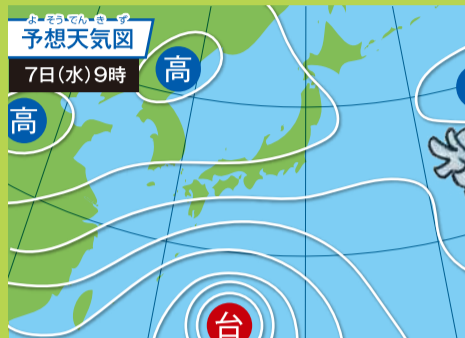 よそうてんきず
予想天気図
7日(水)9時
高
高
台